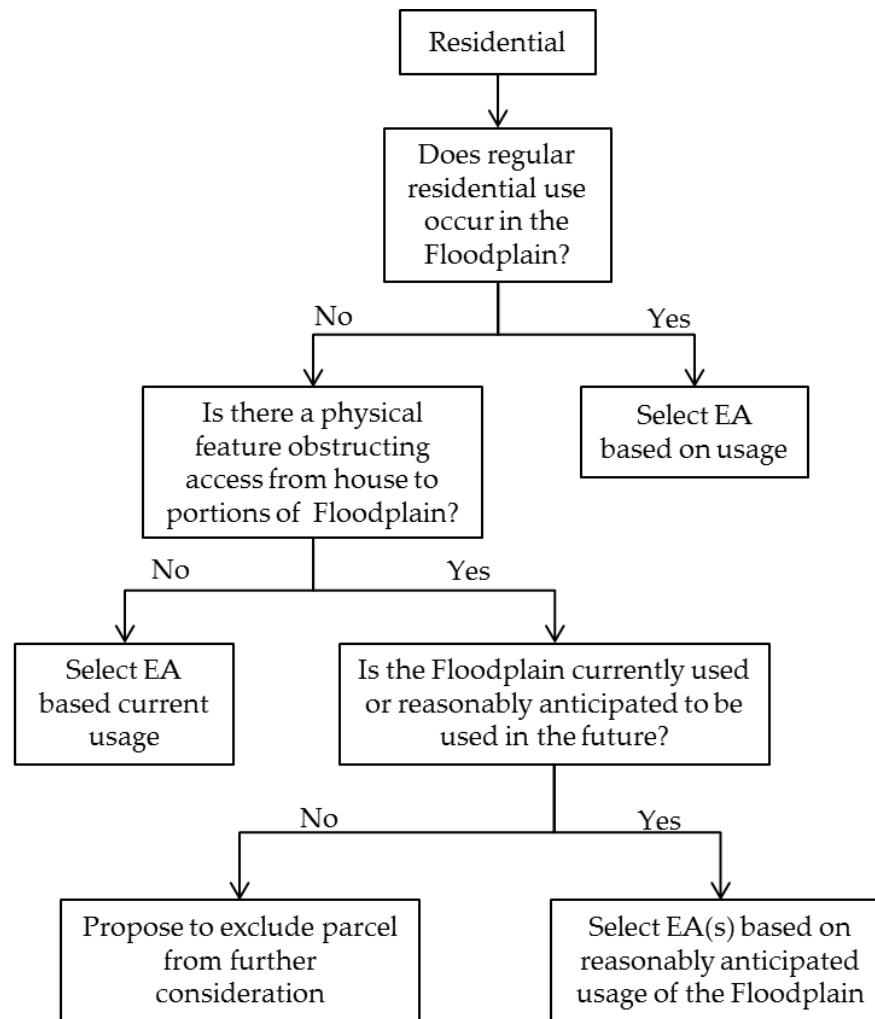 Residential
Does regular
residential use
occur in the
Floodplain?
No
Yes
Is there a physical
feature obstructing
access from house to
portions of Floodplain?
Select EA
based on usage
No
Yes
Select EA
based current
usage
Is the Floodplain currently used
or reasonably anticipated to be
used in the future?
No
Yes
Propose to exclude parcel
from further
consideration
Select EA(s) based on
reasonably anticipated
usage of the Floodplain